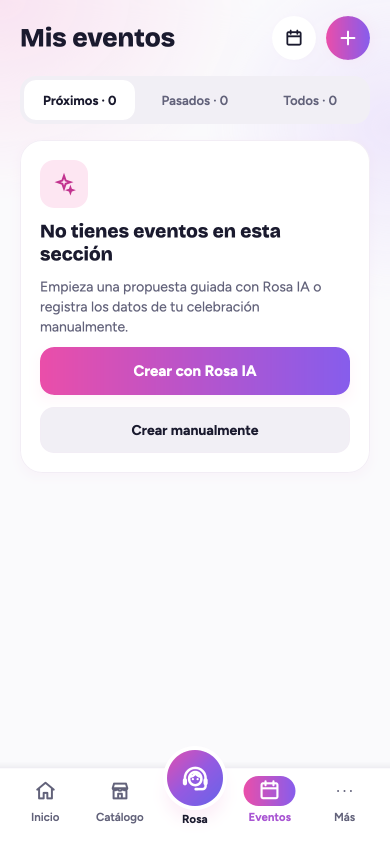 Mis eventos
Próximos · 0
Pasados · 0
Todos · 0
No tienes eventos en esta
sección
Empieza una propuesta guiada con Rosa IA o
registra los datos de tu celebración
manualmente.
Crear con Rosa IA
Crear manualmente
Inicio
Catálogo
Rosa
Eventos
Más